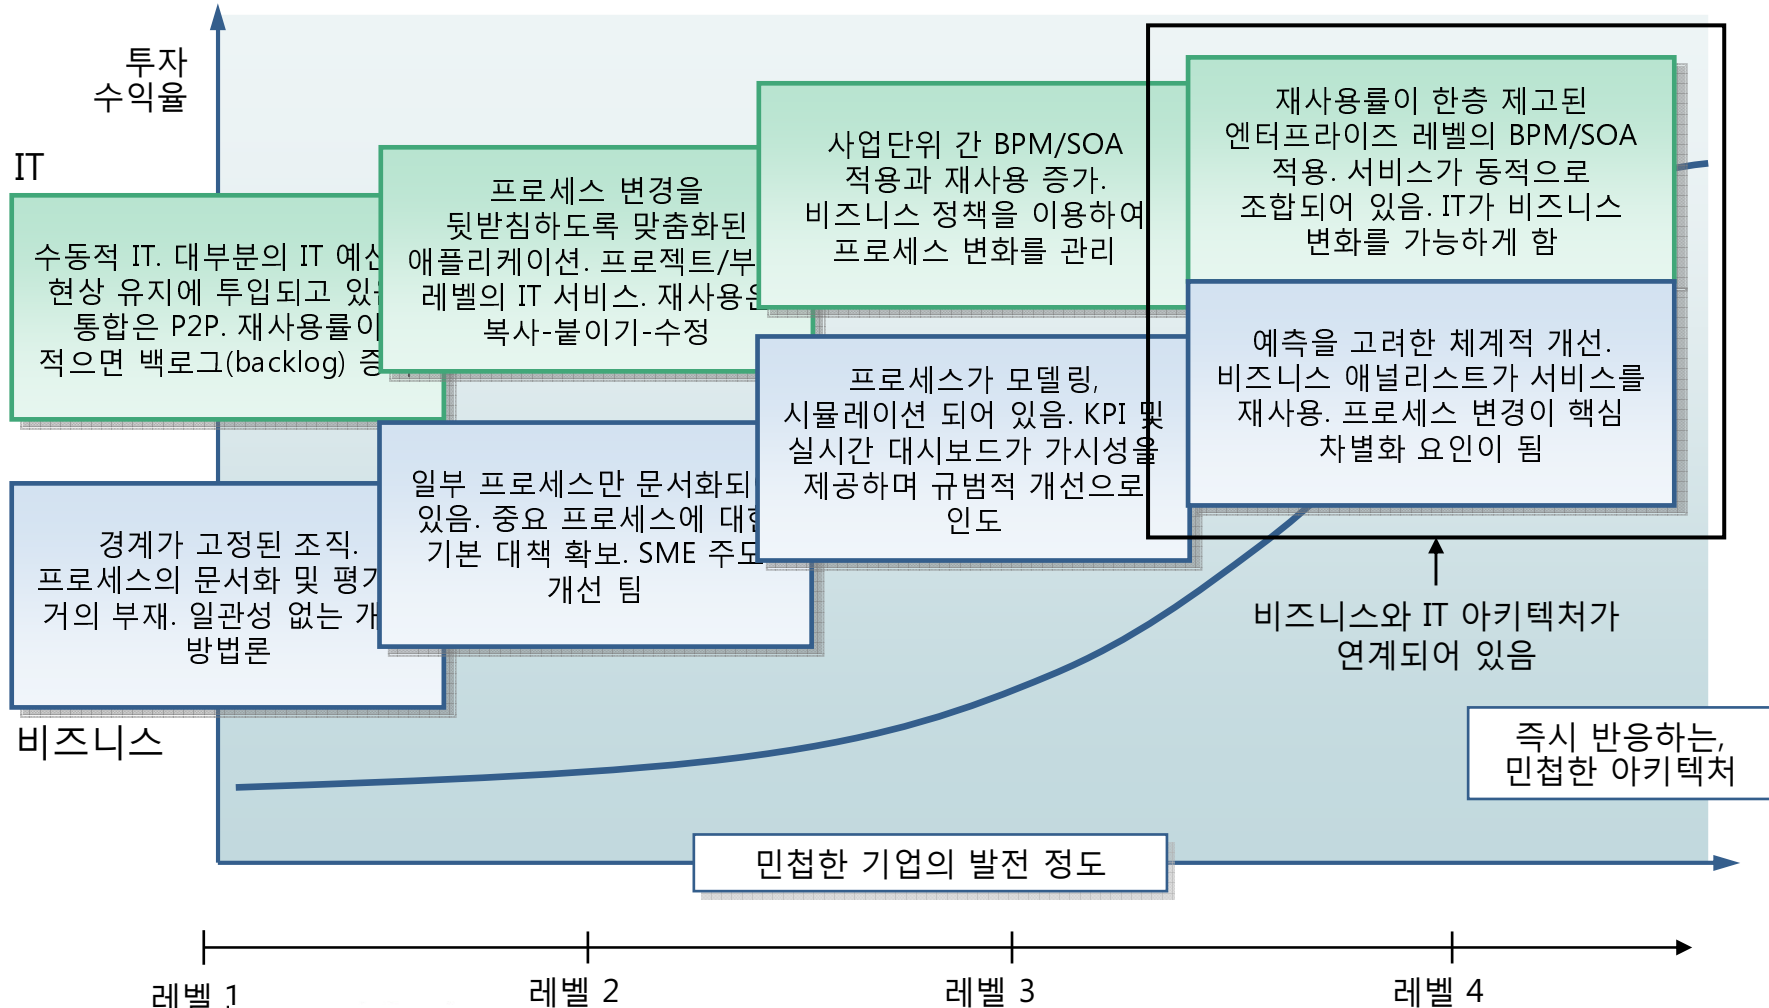 투자
수익율
IT
수동적 IT. 대부분의 IT
현상 유지에 투입되고
통합은 P2P. 재사용률이
적으면 백로그(backlog)
프로세스 변경을
뒷받침하도록 맞춤화된
애플리케이션. 프로젝트/부
레벨의 IT 서비스. 재사용은
복사-붙이기-수정
사업단위 간 BPM/SOA
적용과 재사용 증가.
비즈니스 정책을 이용하여
프로세스 변화를 관리
재사용률이 한층 제고된
엔터프라이즈 레벨의 BPM/SOA
적용. 서비스가 동적으로
조합되어 있음. IT가 비즈니스
변화를 가능하게 함
경계가 고정된 조직.
프로세스의 문서화 및
거의 부재. 일관성 없는
방법론
일부 프로세스만 문서화되
있음. 중요 프로세스에 대한
기본 대책 확보. SME 주도
개선 팀
프로세스가 모델링,
시뮬레이션 되어 있음. KPI 및
실시간 대시보드가 가시성을
제공하며 규범적 개선으로
인도
예측을 고려한 체계적 개선.
비즈니스 애널리스트가 서비스를
재사용. 프로세스 변경이 핵심
차별화 요인이 됨
비즈니스와 IT 아키텍처가
연계되어 있음
비즈니스
즉시 반응하는,
민첩한 아키텍처
민첩한 기업의 발전 정도
레벨 1
레벨 2
레벨 3
레벨 4